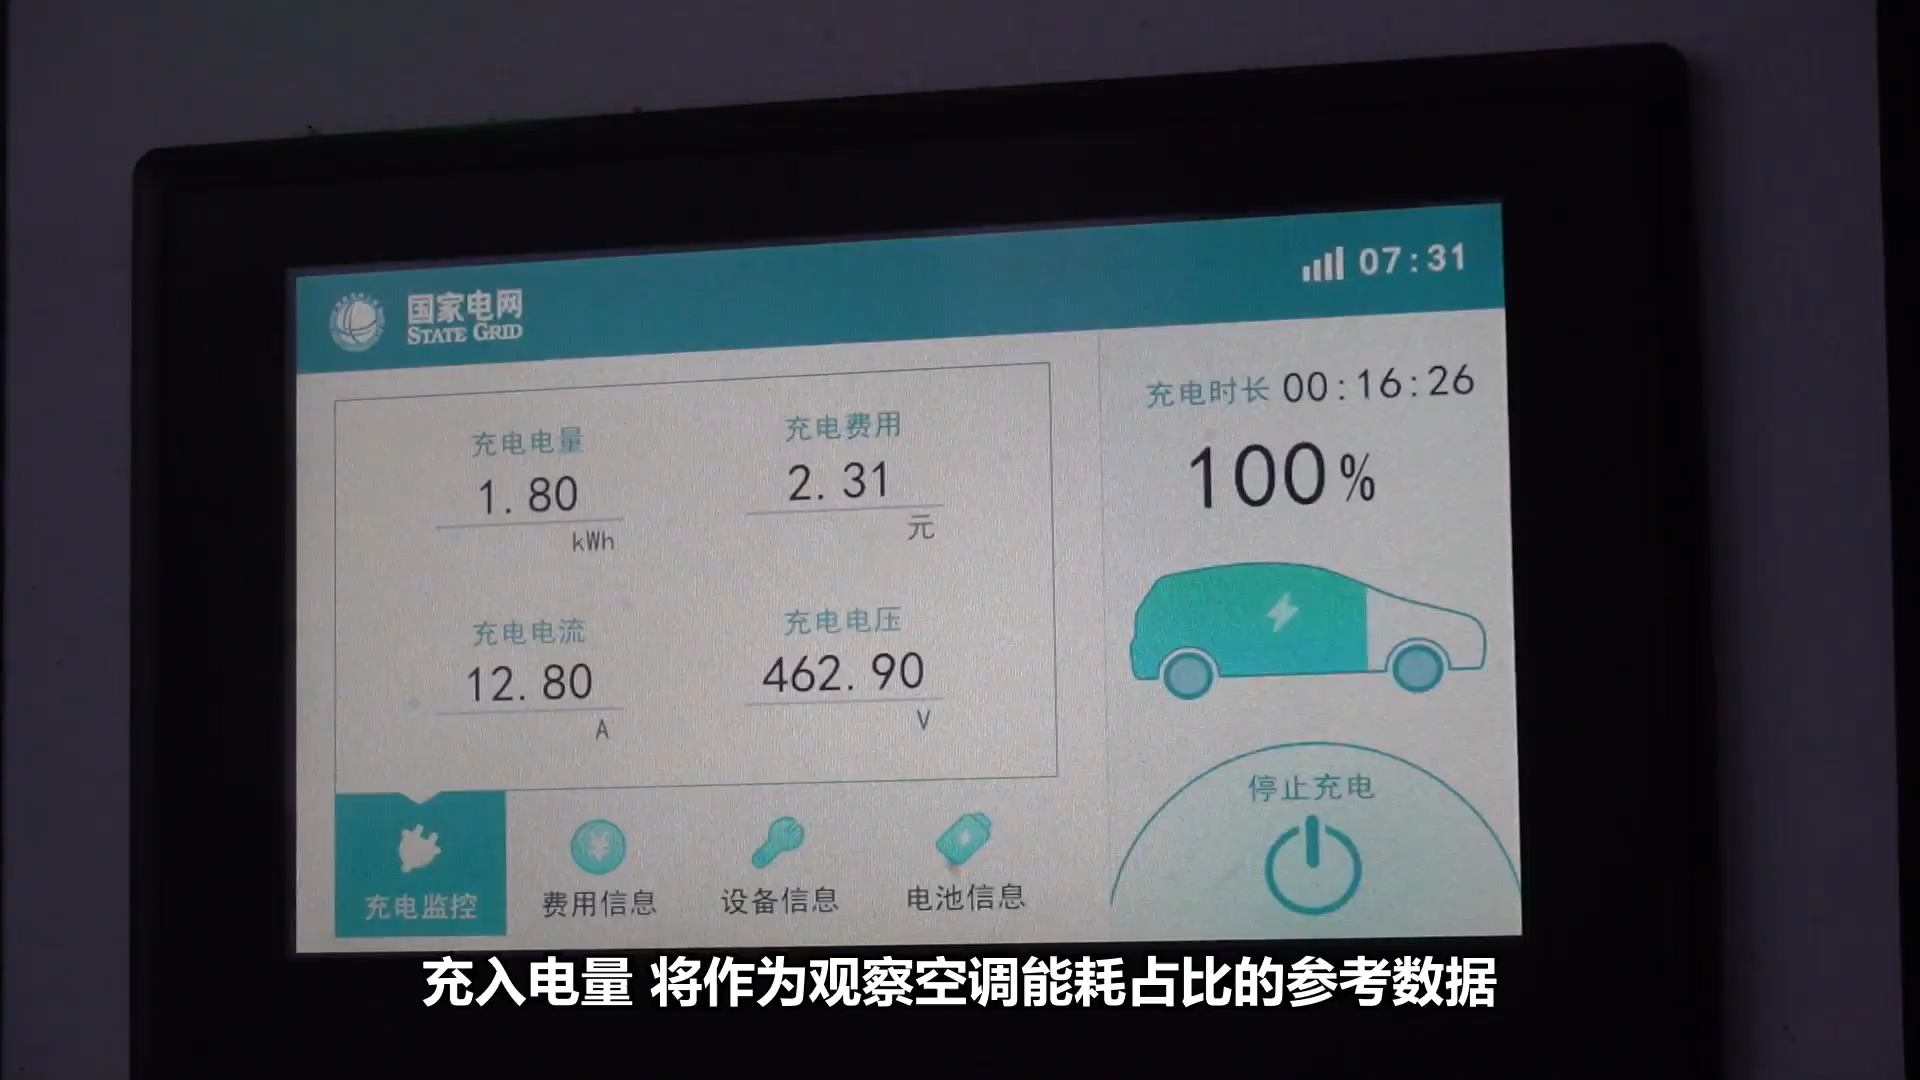 07:31
国家电网
STATE GRID
充电时长 00:16:26
100%
充电电量
1.80
kWh
充电费用
2.31
元
充电电流
12.80
A
充电电压
462.90
V
停止充电
充电监控
费用信息
设备信息
电池信息
充入电量 将作为观察空调能耗占比的参考数据